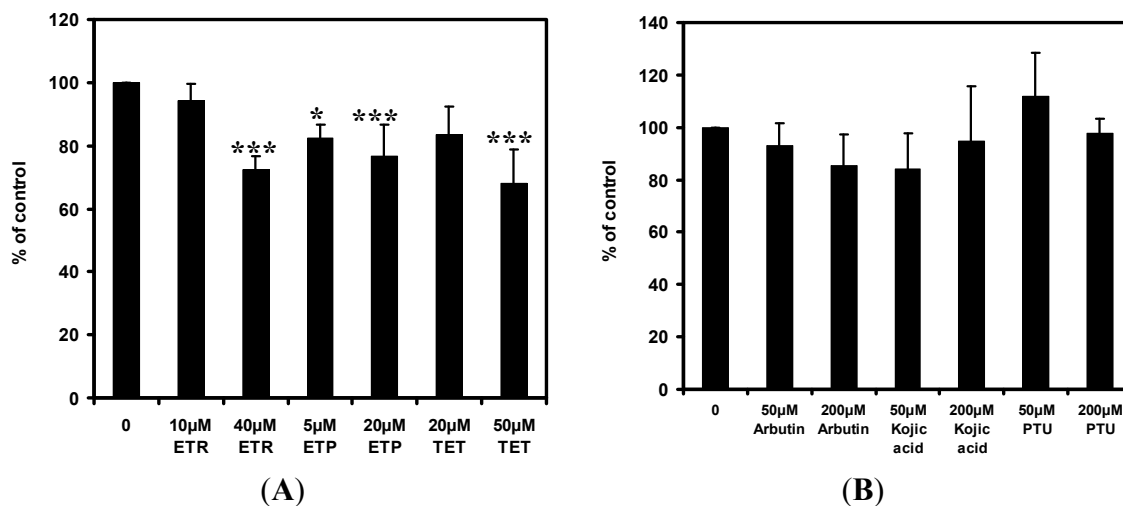 120
100
80
60
40
20
0
% of control
***
*
***
***
0 10µM 40µM 5µM 20µM 20µM 50µM
ETR ETR ETP ETP TET TET
(A)
140
120
100
80
60
40
20
0
% of control
0 50µM 200µM 50µM 200µM 50µM 200µM
Arbutin Arbutin Kojic Kojic PTU PTU
acid acid
(B)